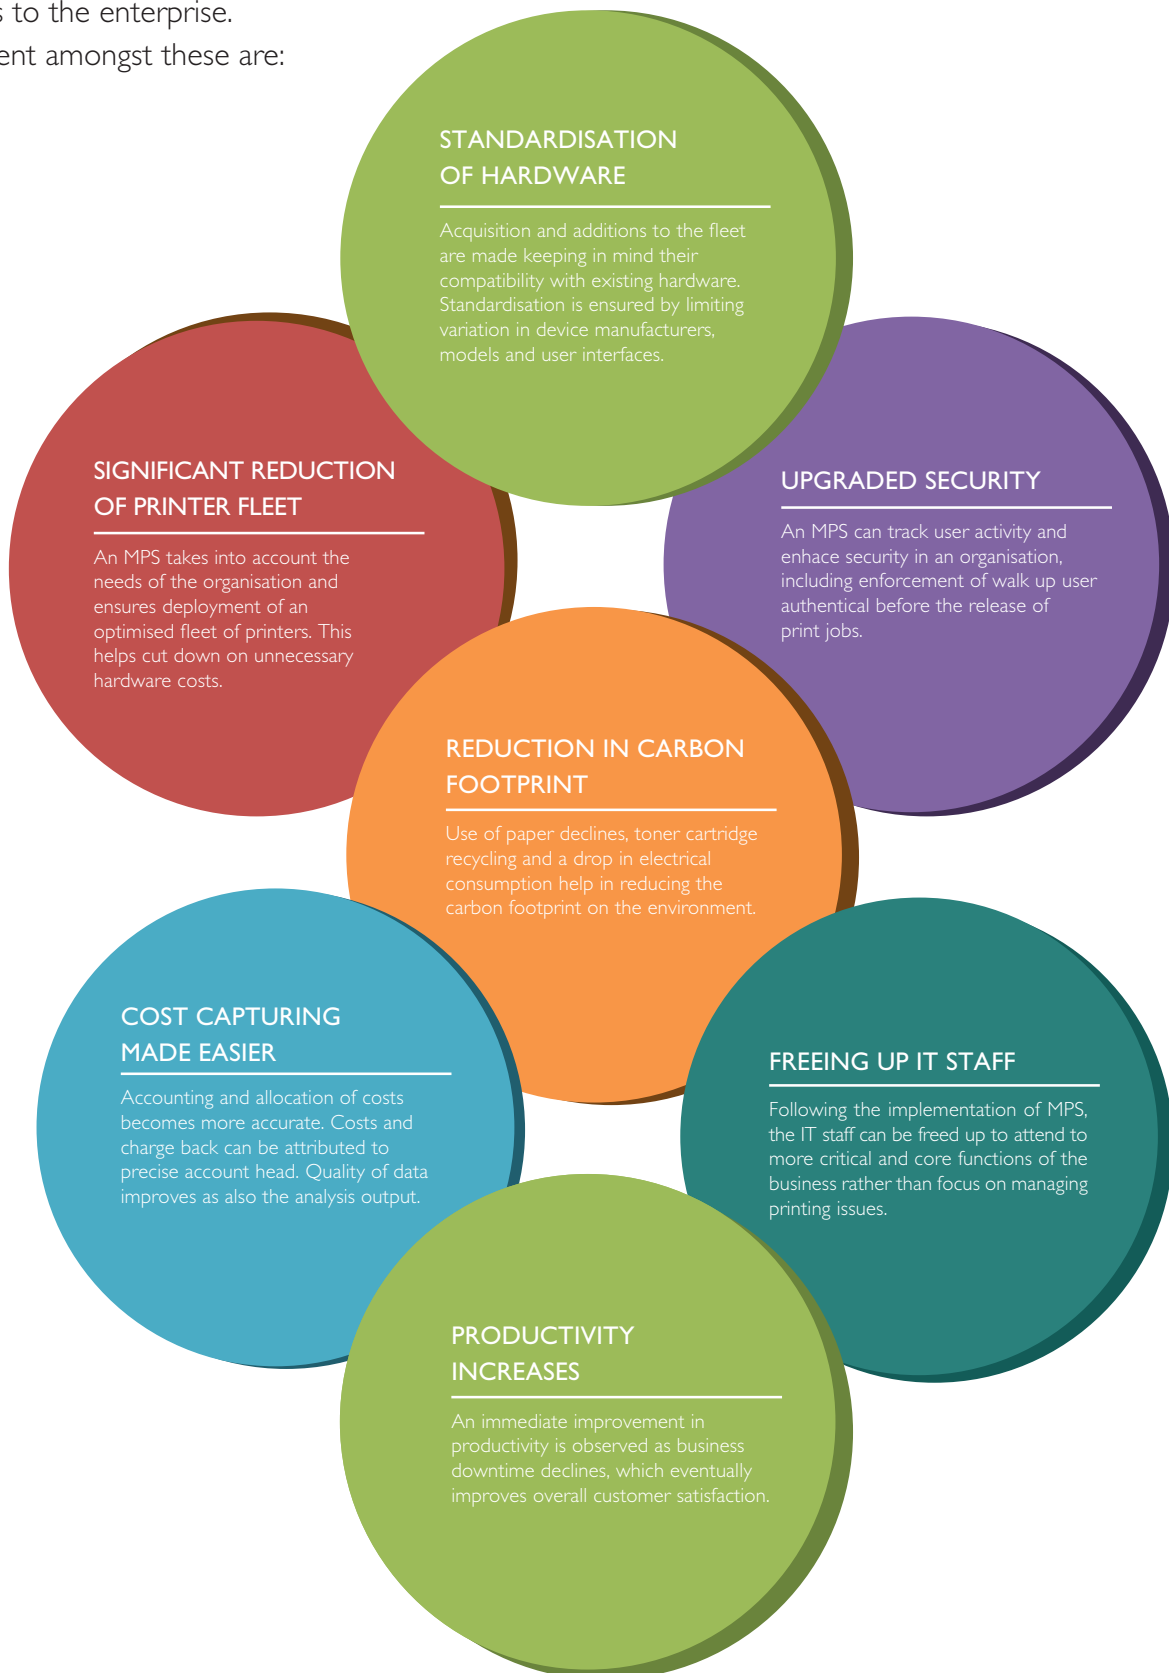 s to the enterprise.
ent amongst these are:
STANDARDISATION
OF HARDWARE
Acquisition and additions to the fleet
are made keeping in mind their
compatibility with existing hardware.
Standardisation is ensured by limiting
variation in device manufacturers,
models and user interfaces.
SIGNIFICANT REDUCTION
OF PRINTER FLEET
An MPS takes into account the
needs of the organisation and
ensures deployment of an
optimised fleet of printers. This
helps cut down on unnecessary
hardware costs.
UPGRADED SECURITY
An MPS can track user activity and
enhace security in an organisation,
including enforcement of walk up user
authentical before the release of
print jobs.
REDUCTION IN CARBON
FOOTPRINT
Use of paper declines, toner cartridge
recycling and a drop in electrical
consumption help in reducing the
carbon footprint on the environment.
COST CAPTURING
MADE EASIER
Accounting and allocation of costs
becomes more accurate. Costs and
charge back can be attributed to
precise account head. Quality of data
improves as also the analysis output.
FREEING UP IT STAFF
Following the implementation of MPS,
the IT staff can be freed up to attend to
more critical and core functions of the
business rather than focus on managing
printing issues.
PRODUCTIVITY
INCREASES
An immediate improvement in
productivity is observed as business
downtime declines, which eventually
improves overall customer satisfaction.